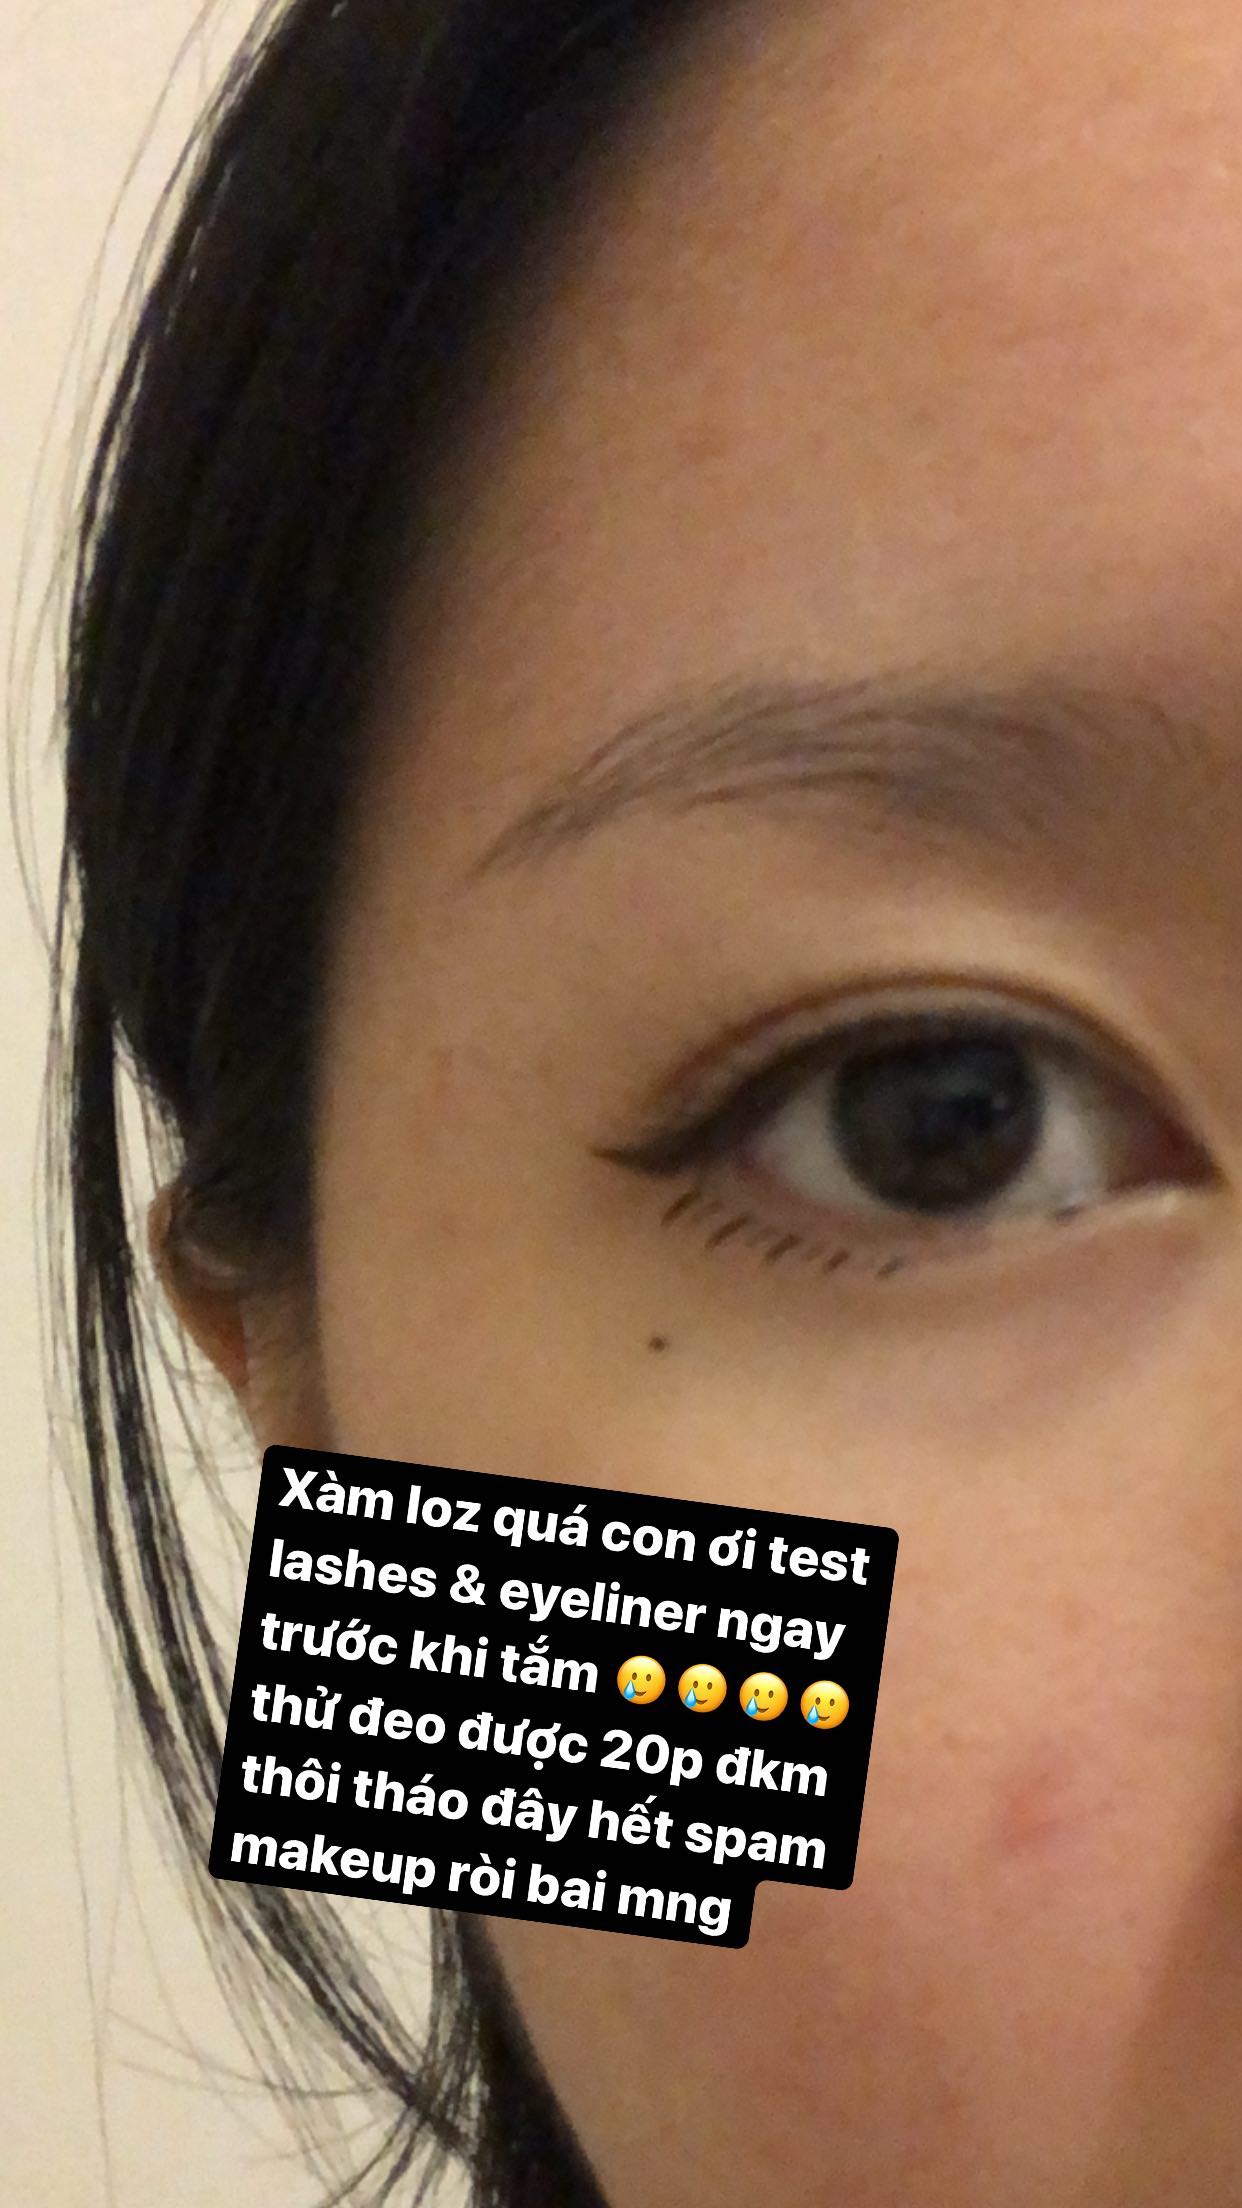 Xàm loz quá con ơi test
lashes & eyeliner ngay
trước khi tắm 🥲🥲🥲🥲
thử đeo được 20p đkm
thôi tháo đây hết spam
makeup ròi bai mng